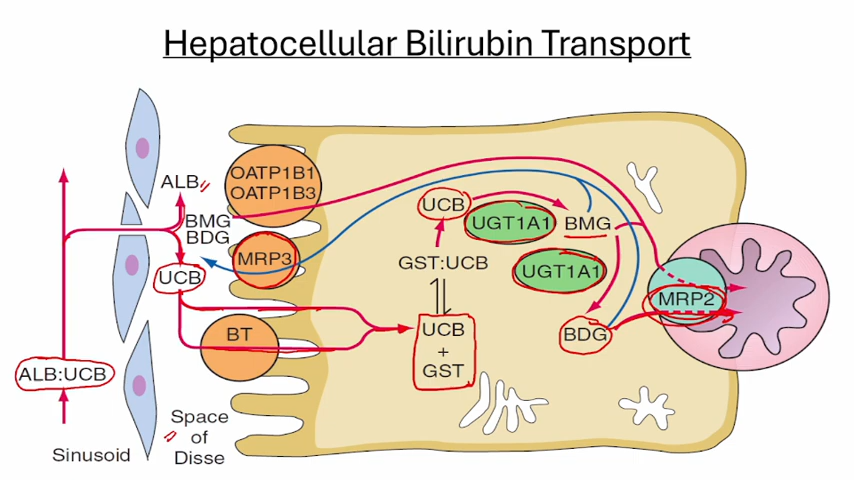 Hepatocellular Bilirubin Transport
ALB
OATP1B1
OATP1B3
BMG
BDG
UCB
MRP3
BT
ALB:UCB
Space
of
Disse
Sinusoid
UCB
UGT1A1
BMG
GST:UCB
UGT1A1
UCB
+
GST
BDG
MRP2